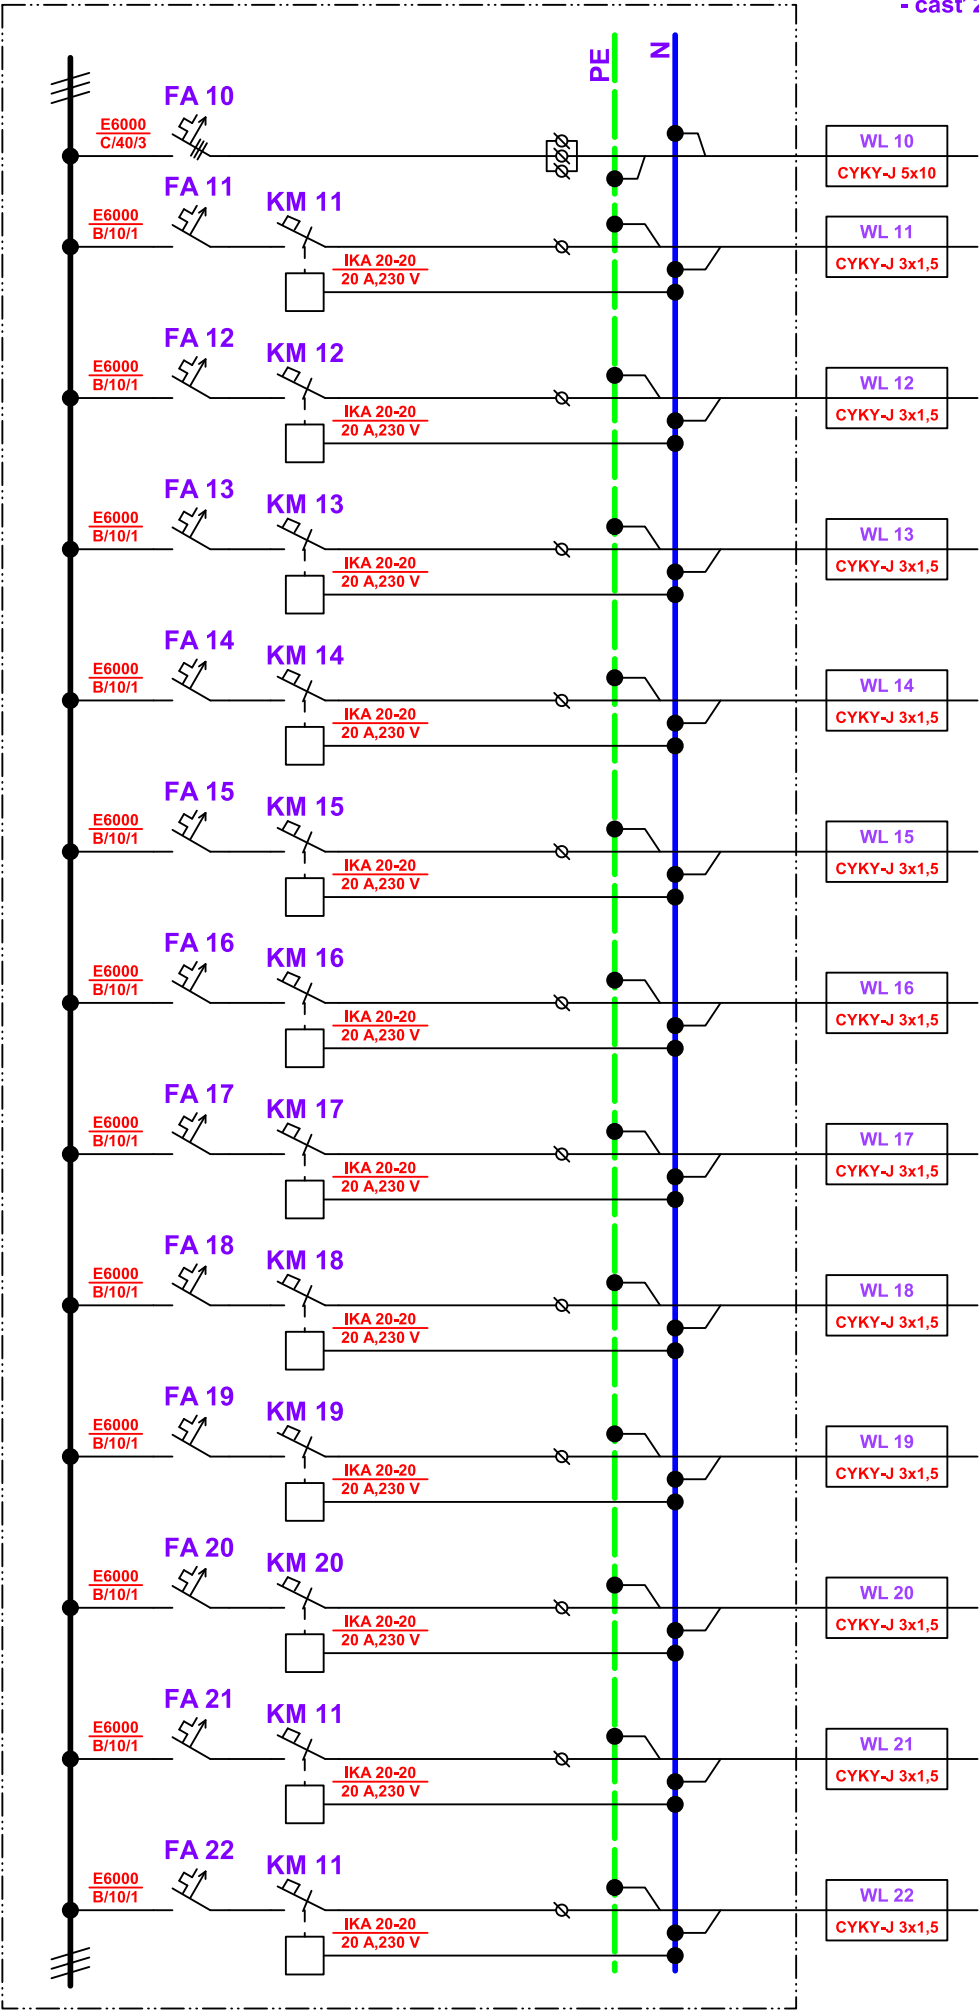 - časť 2
PE
N
FA 10
E6000
C/40/3
WL 10
CYKY-J 5x10
FA 11
KM 11
E6000
B/10/1
IKA 20-20
20 A,230 V
WL 11
CYKY-J 3x1,5
FA 12
KM 12
E6000
B/10/1
IKA 20-20
20 A,230 V
WL 12
CYKY-J 3x1,5
FA 13
KM 13
E6000
B/10/1
IKA 20-20
20 A,230 V
WL 13
CYKY-J 3x1,5
FA 14
KM 14
E6000
B/10/1
IKA 20-20
20 A,230 V
WL 14
CYKY-J 3x1,5
FA 15
KM 15
E6000
B/10/1
IKA 20-20
20 A,230 V
WL 15
CYKY-J 3x1,5
FA 16
KM 16
E6000
B/10/1
IKA 20-20
20 A,230 V
WL 16
CYKY-J 3x1,5
FA 17
KM 17
E6000
B/10/1
IKA 20-20
20 A,230 V
WL 17
CYKY-J 3x1,5
FA 18
KM 18
E6000
B/10/1
IKA 20-20
20 A,230 V
WL 18
CYKY-J 3x1,5
FA 19
KM 19
E6000
B/10/1
IKA 20-20
20 A,230 V
WL 19
CYKY-J 3x1,5
FA 20
KM 20
E6000
B/10/1
IKA 20-20
20 A,230 V
WL 20
CYKY-J 3x1,5
FA 21
KM 11
E6000
B/10/1
IKA 20-20
20 A,230 V
WL 21
CYKY-J 3x1,5
FA 22
KM 11
E6000
B/10/1
IKA 20-20
20 A,230 V
WL 22
CYKY-J 3x1,5